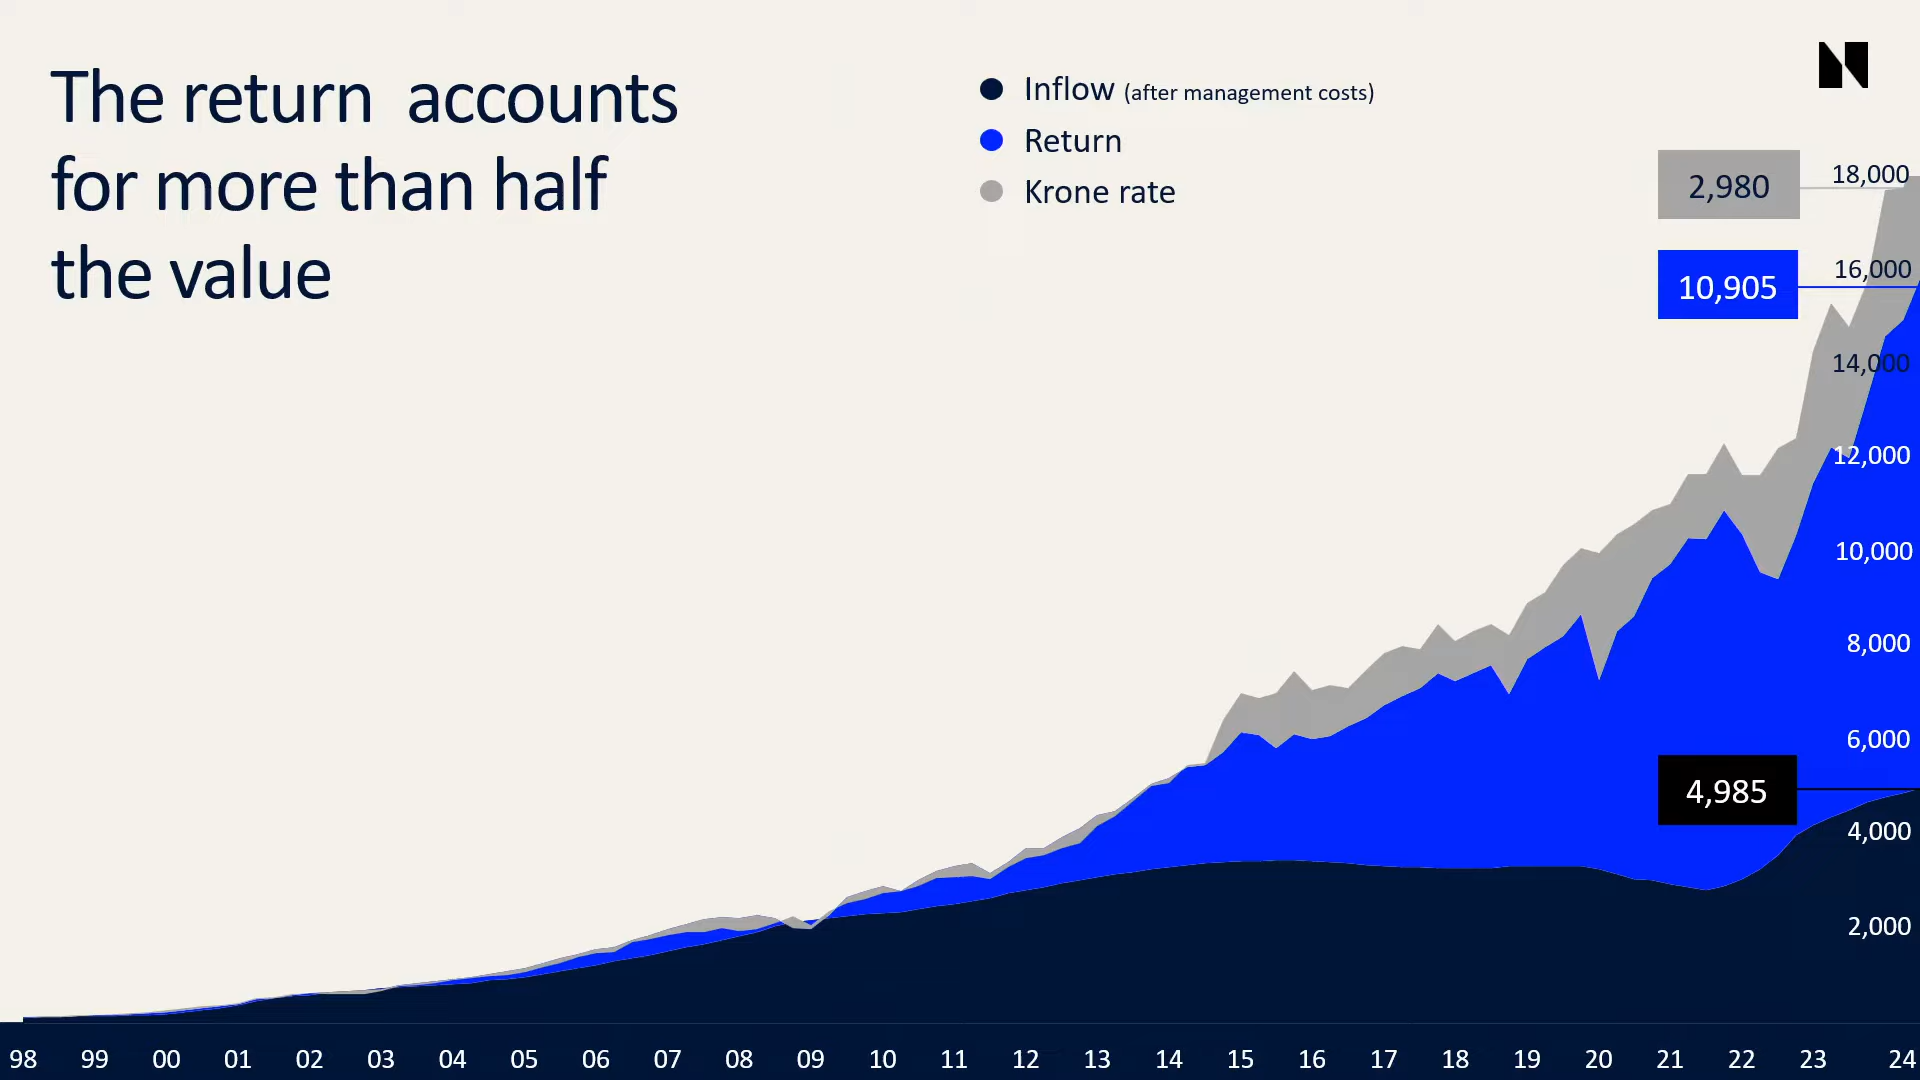 The return  accounts
for more than half
the value
Inflow (after management costs)
Return
Krone rate
2,980
10,905
4,985
18,000
16,000
14,000
12,000
10,000
8,000
6,000
4,000
2,000
98 99 00 01 02 03 04 05 06 07 08 09 10 11 12 13 14 15 16 17 18 19 20 21 22 23 24